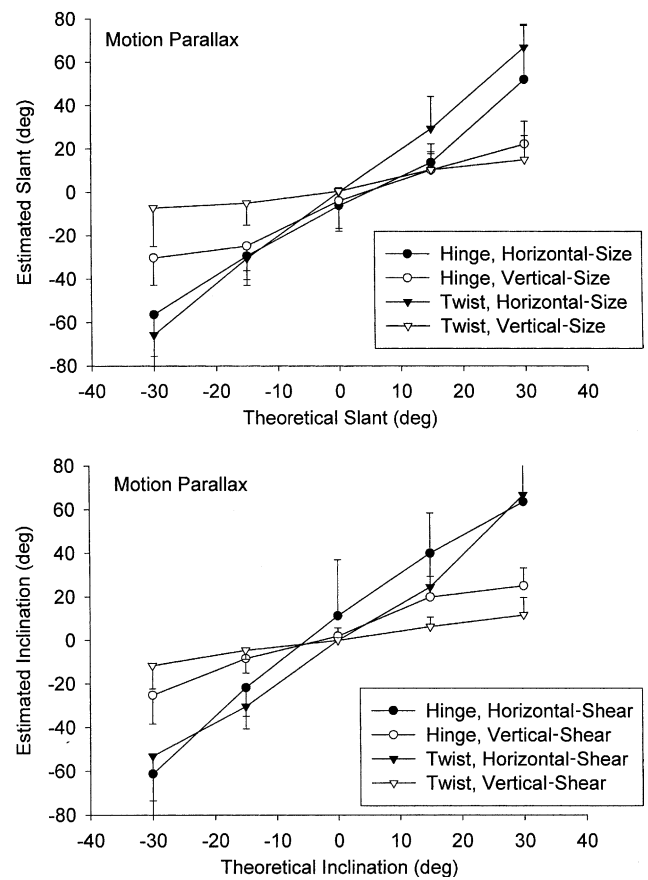 Motion Parallax
80
60
40
20
0
-20
-40
-60
-80
Estimated Slant (deg)
Hinge, Horizontal-Size
Hinge, Vertical-Size
Twist, Horizontal-Size
Twist, Vertical-Size
-40 -30 -20 -10 0 10 20 30 40
Theoretical Slant (deg)
Motion Parallax
80
60
40
20
0
-20
-40
-60
-80
Estimated Inclination (deg)
Hinge, Horizontal-Shear
Hinge, Vertical-Shear
Twist, Horizontal-Shear
Twist, Vertical-Shear
-40 -30 -20 -10 0 10 20 30 40
Theoretical Inclination (deg)